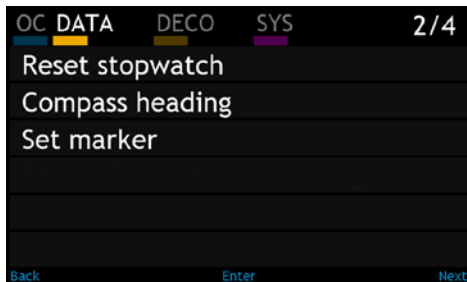 OC DATA DECO SYS 2/4
Reset stopwatch
Compass heading
Set marker
Back Enter Next